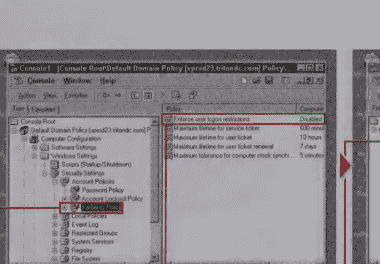 Console1 - [Console Root\Default Domain Policy [xprod23.tritondc.com] Policy...
Console Window Help
Action View Favorites
Tree Favorites
Policy Computer
Console Root
Default Domain Policy [xprod23.tritondc.com]
Computer Configuration
Software Settings
Windows Settings
Scripts (Startup/Shutdown)
Security Settings
Account Policies
Password Policy
Account Lockout Policy
Kerberos Policy
Local Policies
Event Log
Restricted Groups
System Services
Registry
File System
Enforce user logon restrictions Disabled
Maximum lifetime for service ticket 600 minut
Maximum lifetime for user ticket 10 hours
Maximum lifetime for user ticket renewal 7 days
Maximum tolerance for computer clock synchr... 5 minutes